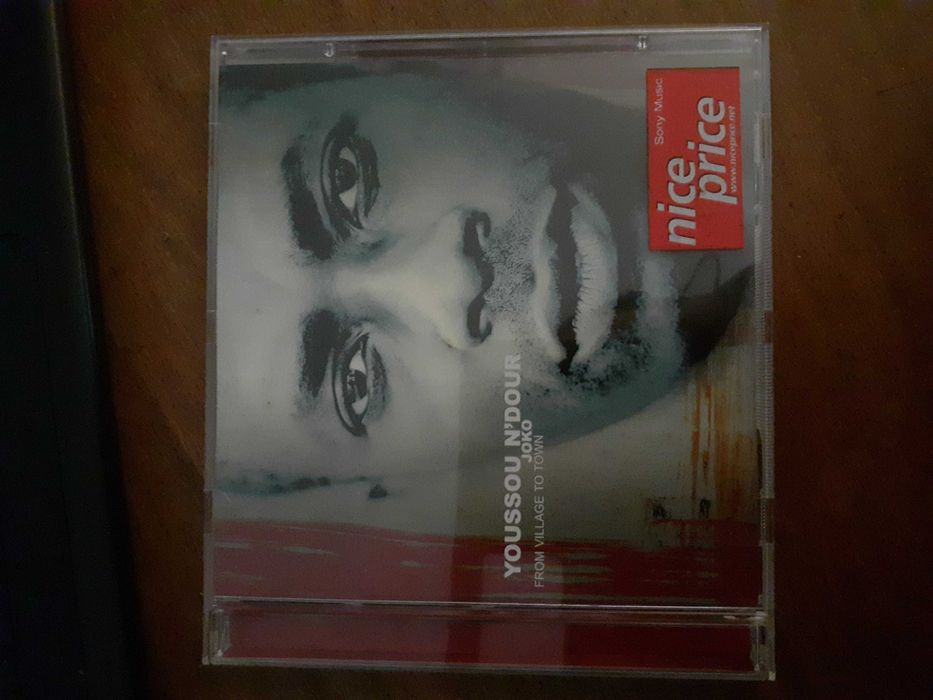 YOUSSOU N'DOUR
JOKO
FROM VILLAGE TO TOWN
Sony Music
nice
price
www.niceprice.net